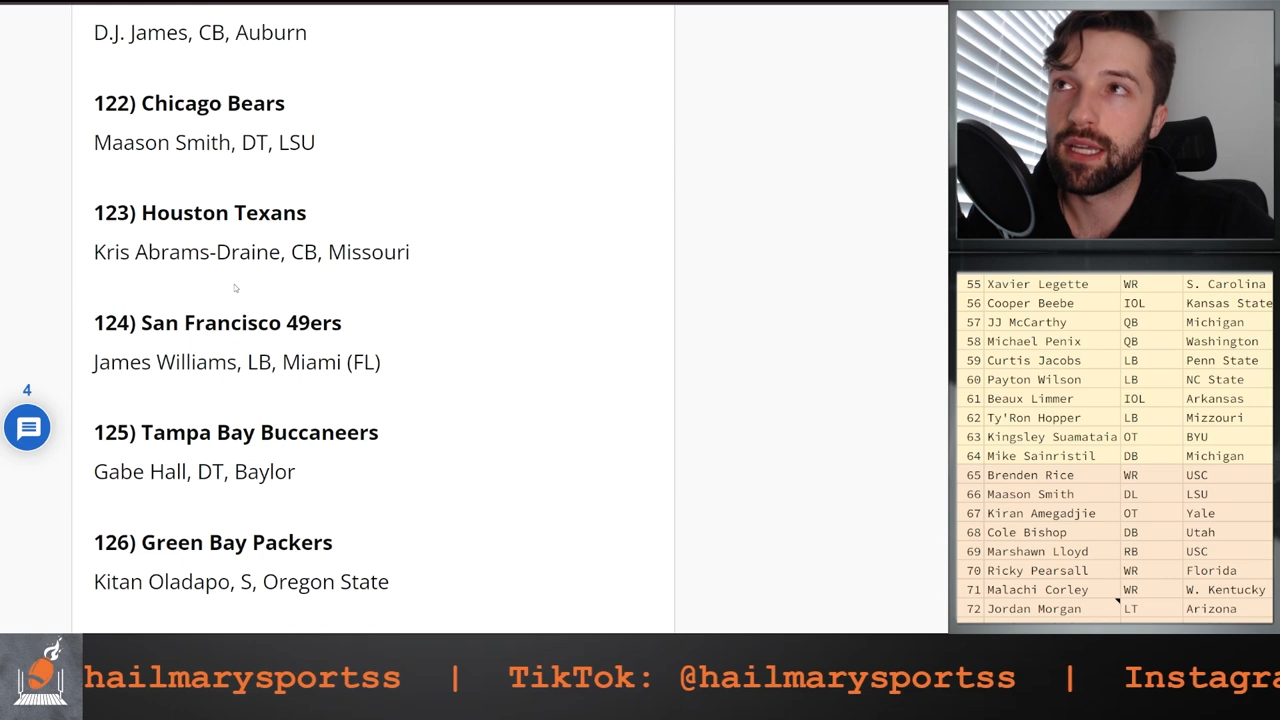 D.J. James, CB, Auburn
122) Chicago Bears
Maason Smith, DT, LSU
123) Houston Texans
Kris Abrams-Draine, CB, Missouri
124) San Francisco 49ers
James Williams, LB, Miami (FL)
4
125) Tampa Bay Buccaneers
Gabe Hall, DT, Baylor
126) Green Bay Packers
Kitan Oladapo, S, Oregon State
55 Xavier Legette WR S. Carolina
56 Cooper Beebe IOL Kansas State
57 JJ McCarthy QB Michigan
58 Michael Penix QB Washington
59 Curtis Jacobs LB Penn State
60 Payton Wilson LB NC State
61 Beaux Limmer IOL Arkansas
62 Ty'Ron Hopper LB Mizzouri
63 Kingsley Suamataia OT BYU
64 Mike Sainristil DB Michigan
65 Brenden Rice WR USC
66 Maason Smith DL LSU
67 Kiran Amegadjie OT Yale
68 Cole Bishop DB Utah
69 Marshawn Lloyd RB USC
70 Ricky Pearsall WR Florida
71 Malachi Corley WR W. Kentucky
72 Jordan Morgan LT Arizona
hailmarysportss | TikTok: @hailmarysportss | Instagra